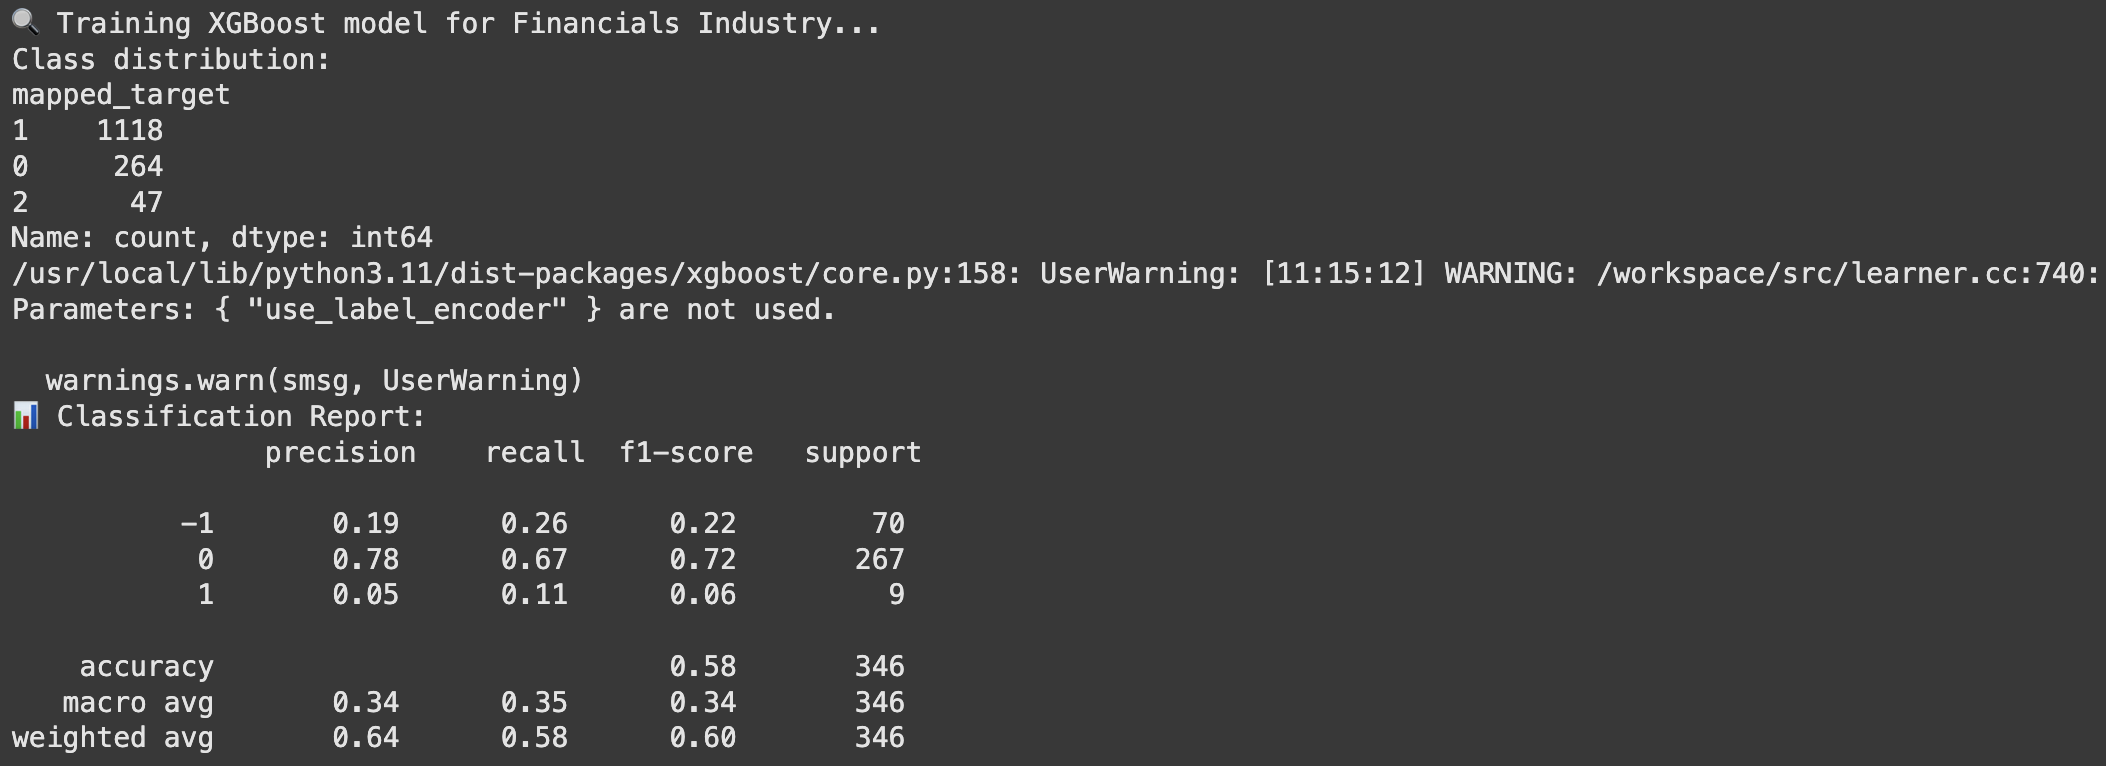 🔍 Training XGBoost model for Financials Industry...
Class distribution:
mapped_target
1    1118
0     264
2      47
Name: count, dtype: int64
/usr/local/lib/python3.11/dist-packages/xgboost/core.py:158: UserWarning: [11:15:12] WARNING: /workspace/src/learner.cc:740:
Parameters: { "use_label_encoder" } are not used.
  warnings.warn(smsg, UserWarning)
📊 Classification Report:
               precision    recall  f1-score   support
          -1       0.19      0.26      0.22        70
           0       0.78      0.67      0.72       267
           1       0.05      0.11      0.06         9
    accuracy                           0.58       346
   macro avg       0.34      0.35      0.34       346
weighted avg       0.64      0.58      0.60       346